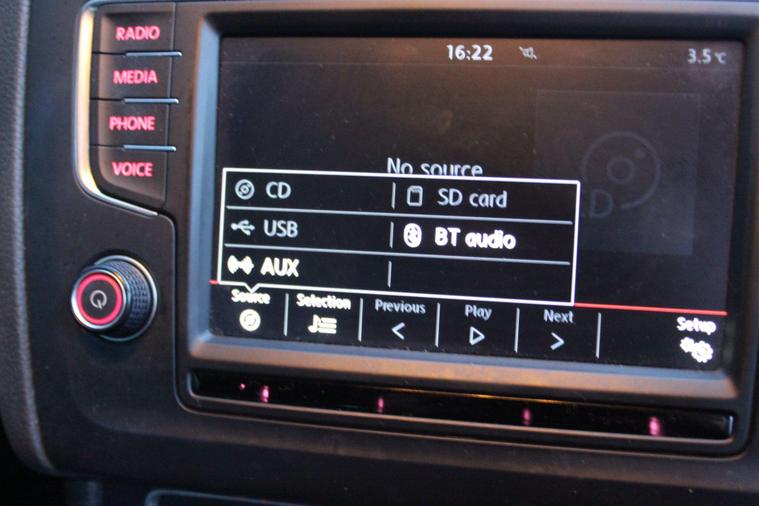 RADIO
MEDIA
PHONE
VOICE
16:22
3.5 °C
No source
CD
SD card
USB
BT audio
AUX
Source
Selection
Previous
Play
Next
Setup